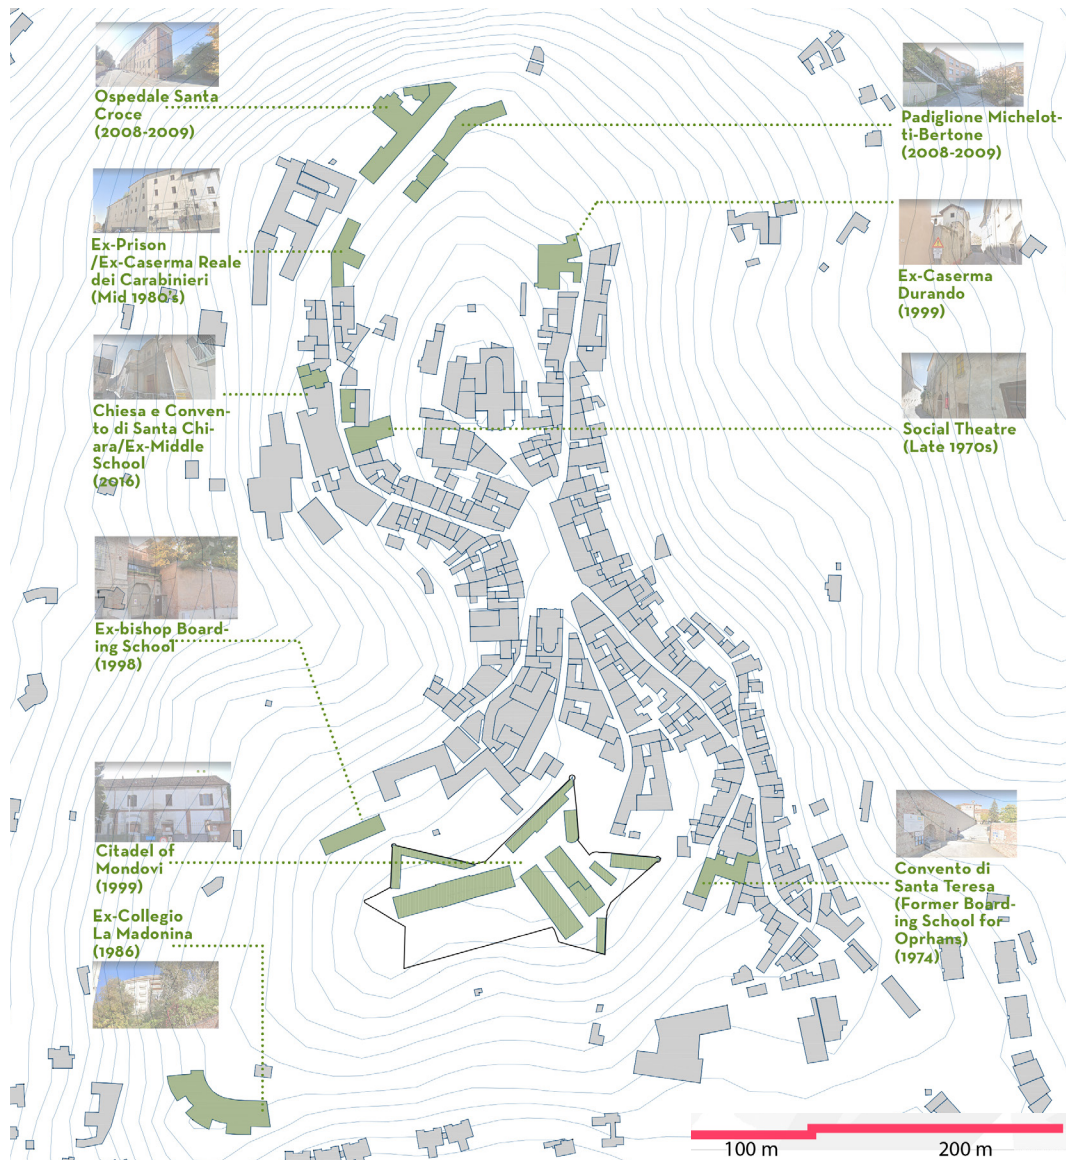 Ospedale Santa
Croce
(2008-2009)
Padiglione Michelot-
ti-Bertone
(2008-2009)
Ex-Prison
/Ex-Caserma Reale
dei Carabinieri
(Mid 1980's)
Ex-Caserma
Durando
(1999)
Chiesa e Conven-
to di Santa Chi-
ara/Ex-Middle
School
(2016)
Social Theatre
(Late 1970s)
Ex-bishop Board-
ing School
(1998)
Citadel of
Mondovi
(1999)
Convento di
Santa Teresa
(Former Board-
ing School for
Oprhans)
(1974)
Ex-Collegio
La Madonina
(1986)
100 m
200 m